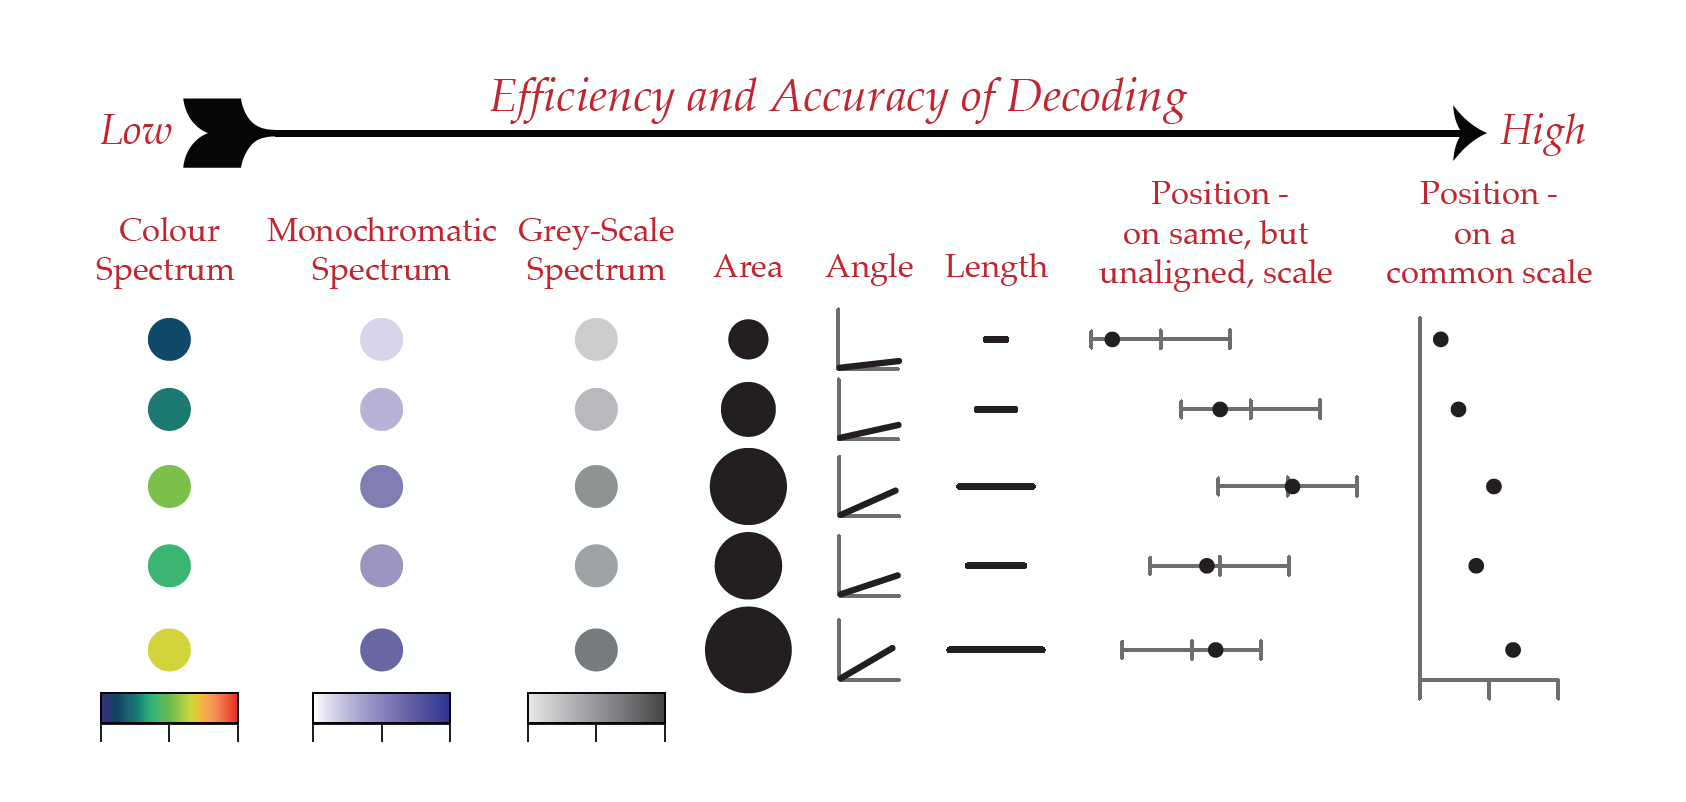 Efficiency and Accuracy of Decoding
Low
High
Colour
Spectrum
Monochromatic
Spectrum
Grey-Scale
Spectrum
Area
Angle
Length
Position -
on same, but
unaligned, scale
Position -
on a
common scale